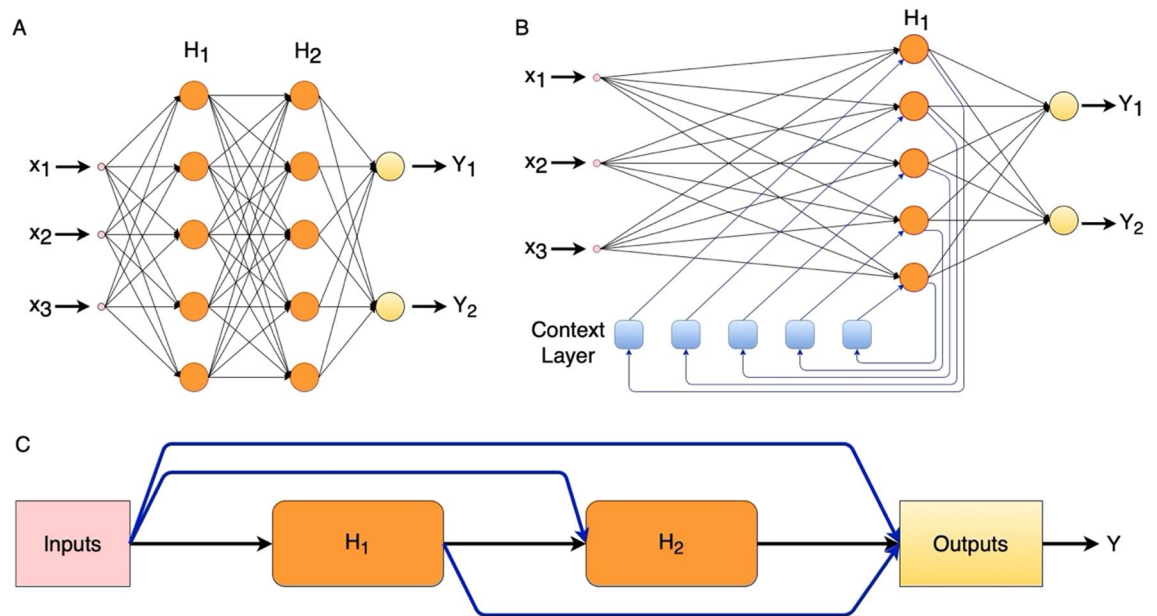 A
H1
H2
x1
x2
x3
Y1
Y2
B
H1
x1
x2
x3
Y1
Y2
Context
Layer
C
Inputs
H1
H2
Outputs
Y